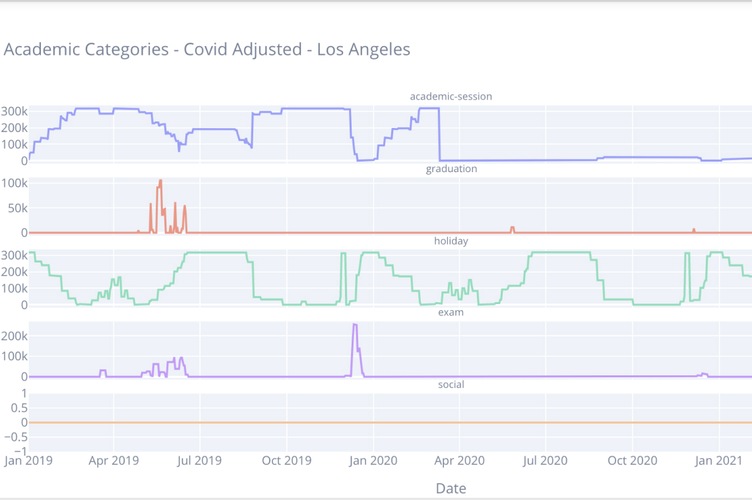 Academic Categories - Covid Adjusted - Los Angeles
academic-session
300k
200k
100k
0
graduation
100k
50k
0
holiday
300k
200k
100k
0
exam
200k
100k
0
social
1
0.5
0
−0.5
−1
Jan 2019 Apr 2019 Jul 2019 Oct 2019 Jan 2020 Apr 2020 Jul 2020 Oct 2020 Jan 2021
Date